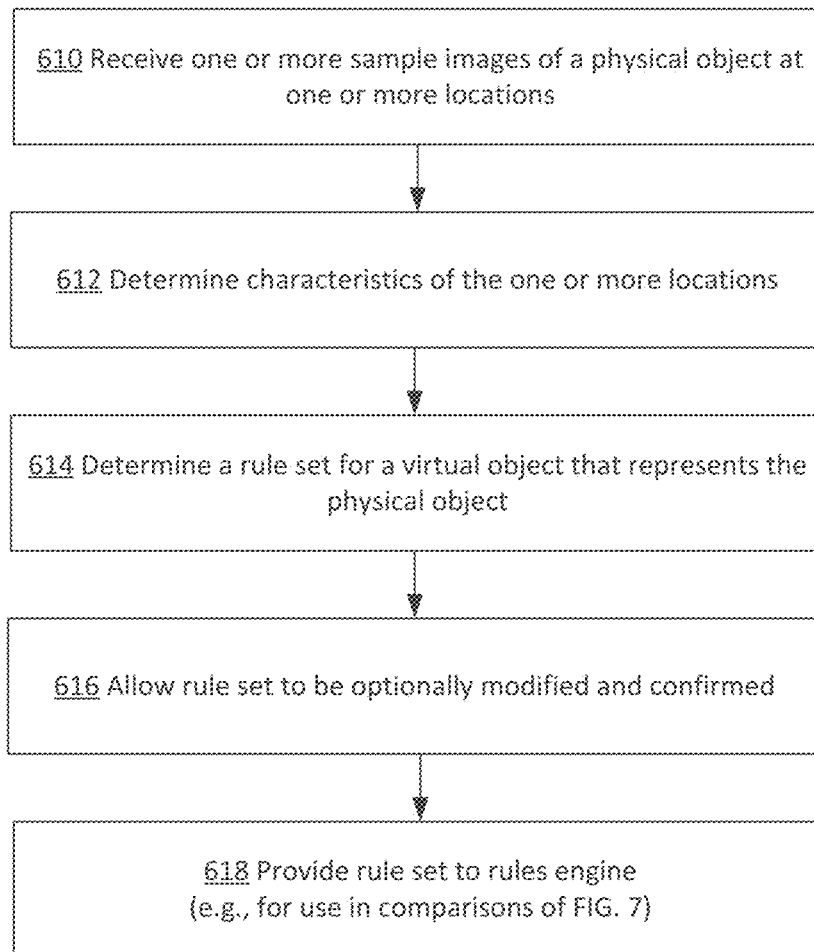 610 Receive one or more sample images of a physical object at
one or more locations
612 Determine characteristics of the one or more locations
614 Determine a rule set for a virtual object that represents the
physical object
616 Allow rule set to be optionally modified and confirmed
618 Provide rule set to rules engine
(e.g., for use in comparisons of FIG. 7)